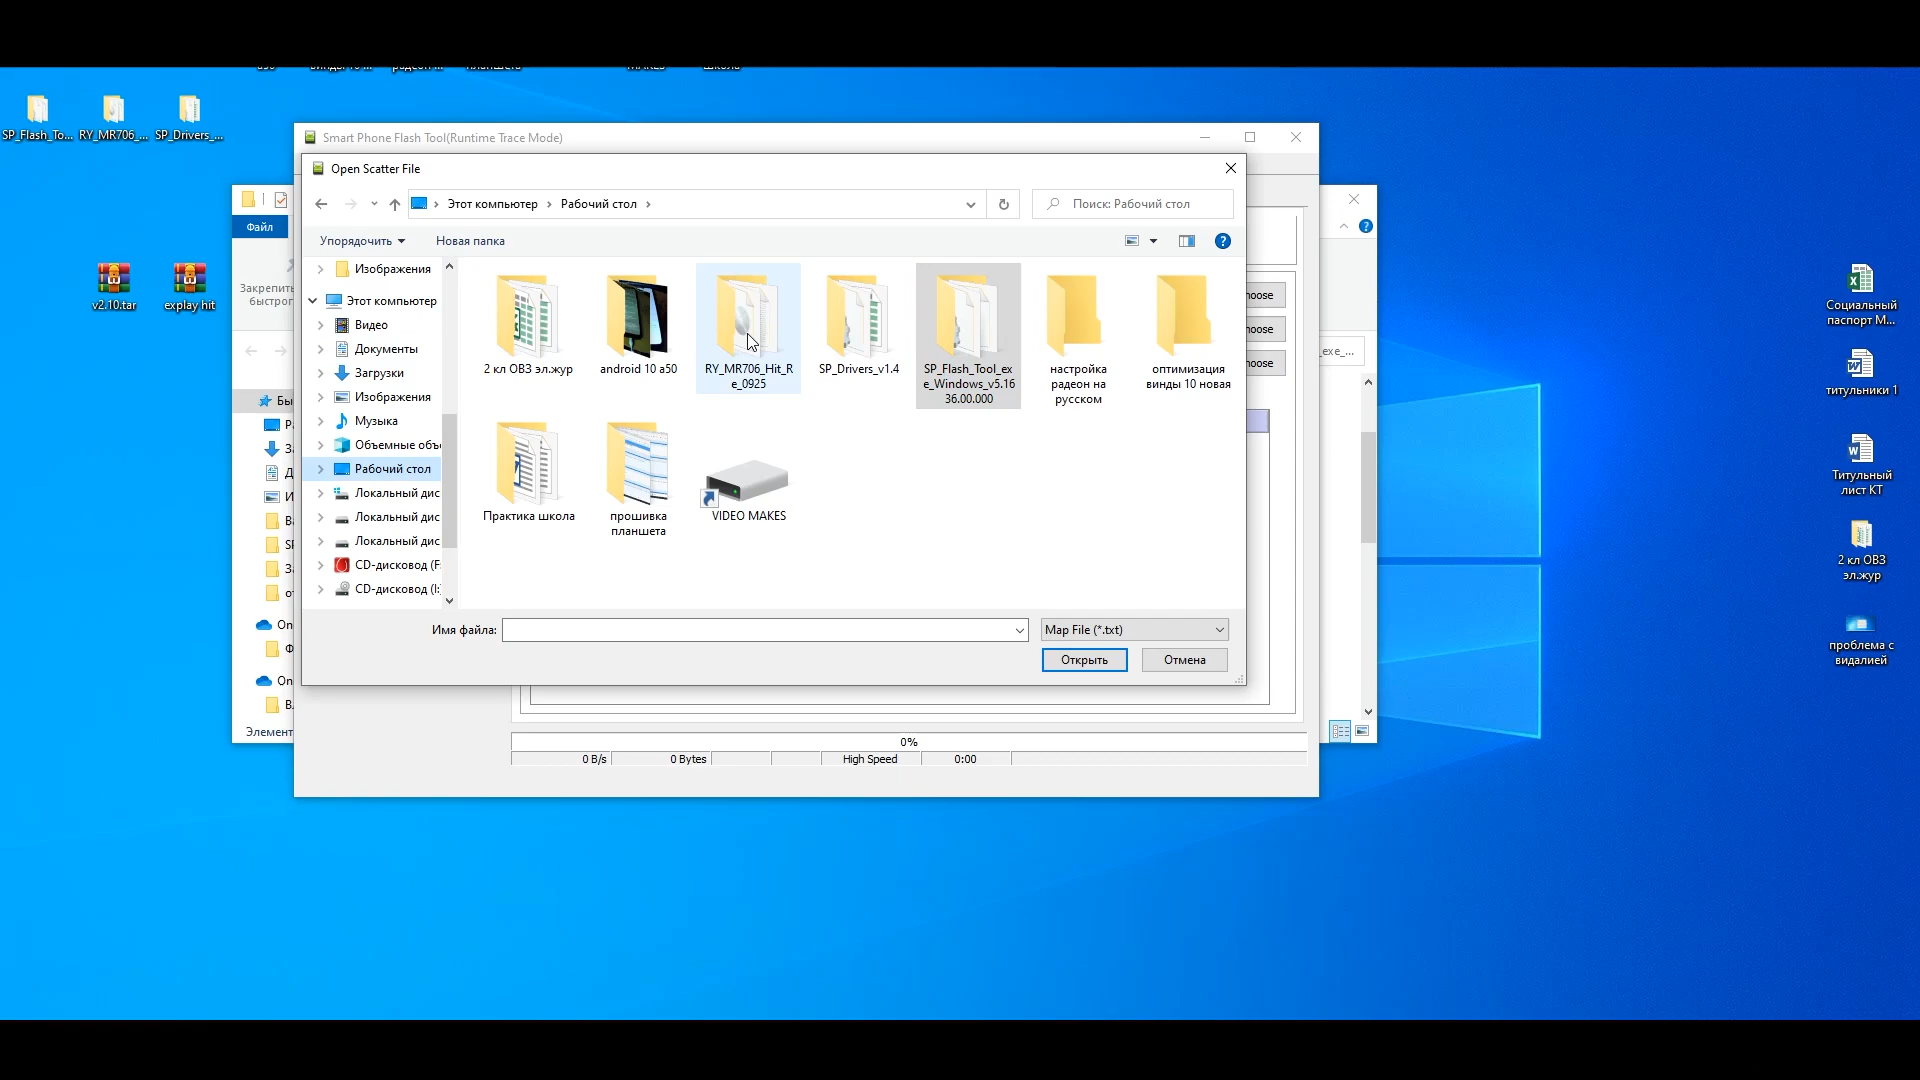 SP_Flash_To...
RY_MR706_...
SP_Drivers_...
v2.10.tar
explay hit
Файл
Закрепить
Элемент
Smart Phone Flash Tool(Runtime Trace Mode)
Open Scatter File
Этот компьютер
Рабочий стол
Поиск: Рабочий стол
Упорядочить
Новая папка
Изображения
Этот компьютер
Видео
Документы
Загрузки
Изображения
Музыка
Объемные объ
Рабочий стол
Локальный дис
Локальный дис
Локальный дис
CD-дисковод (F:
CD-дисковод (I:
2 кл ОВЗ эл.жур
android 10 a50
RY_MR706_Hit_R
e_0925
SP_Drivers_v1.4
SP_Flash_Tool_ex
e_Windows_v5.16
36.00.000
настройка
радеон на
русском
оптимизация
винды 10 новая
Практика школа
прошивка
планшета
VIDEO MAKES
Имя файла:
Map File (*.txt)
Открыть
Отмена
hoose
hoose
hoose
_exe_...
0%
0 B/s
0 Bytes
High Speed
0:00
Социальный
паспорт М...
титульники 1
Титульный
лист КТ
2 кл ОВЗ
эл.жур
проблема с
видалией